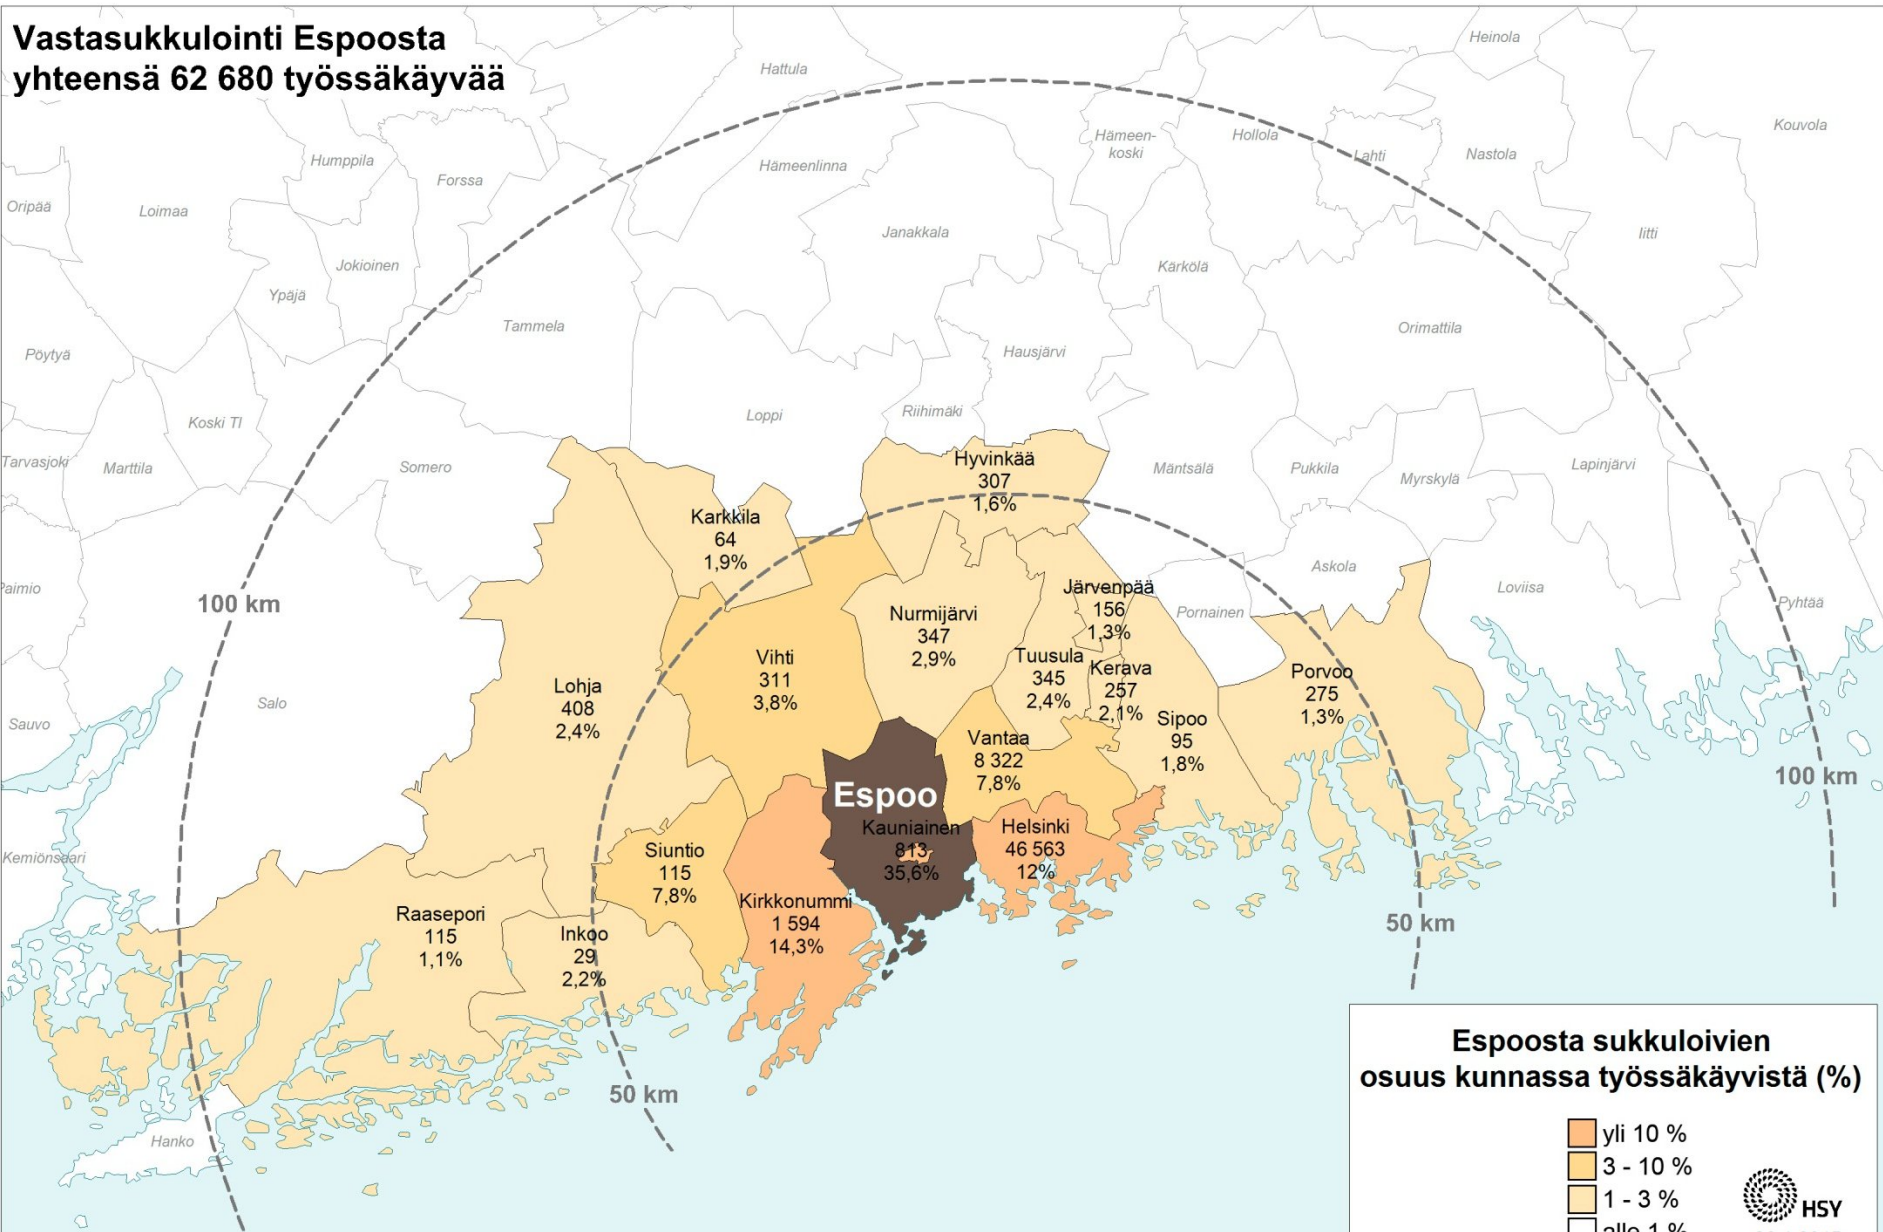 Vastasukkulointi Espoosta
yhteensä 62 680 työssäkäyvää
Heinola
Hattula
Kouvola
Hämeen-
koski
Hollola
Lahti
Nastola
Humppila
Forssa
Hämeenlinna
Oripää
Loimaa
Janakkala
Iitti
Jokioinen
Ypäjä
Kärkölä
Tammela
Orimattila
Pöytyä
Hausjärvi
Koski Tl
Loppi
Riihimäki
Tarvasjoki
Marttila
Somero
Mäntsälä
Pukkila
Myrskylä
Lapinjärvi
Hyvinkää
307
1,6%
Karkkila
64
1,9%
Askola
Loviisa
Pyhtää
Paimio
100 km
Järvenpää
156
1,3%
Pornainen
Nurmijärvi
347
2,9%
Vihti
311
3,8%
Tuusula
345
2,4%
Kerava
257
2,1%
Porvoo
275
1,3%
Lohja
408
2,4%
Salo
Sauvo
Sipoo
95
1,8%
Vantaa
8 322
7,8%
100 km
Espoo
Kauniainen
813
35,6%
Helsinki
46 563
12%
Kemiönsaari
Siuntio
115
7,8%
Kirkkonummi
1 594
14,3%
Raasepori
115
1,1%
Inkoo
29
2,2%
50 km
50 km
Hanko
Espoosta sukkuloivien
osuus kunnassa työssäkäyvistä (%)
yli 10 %
3 - 10 %
1 - 3 %
alle 1 %
HSY